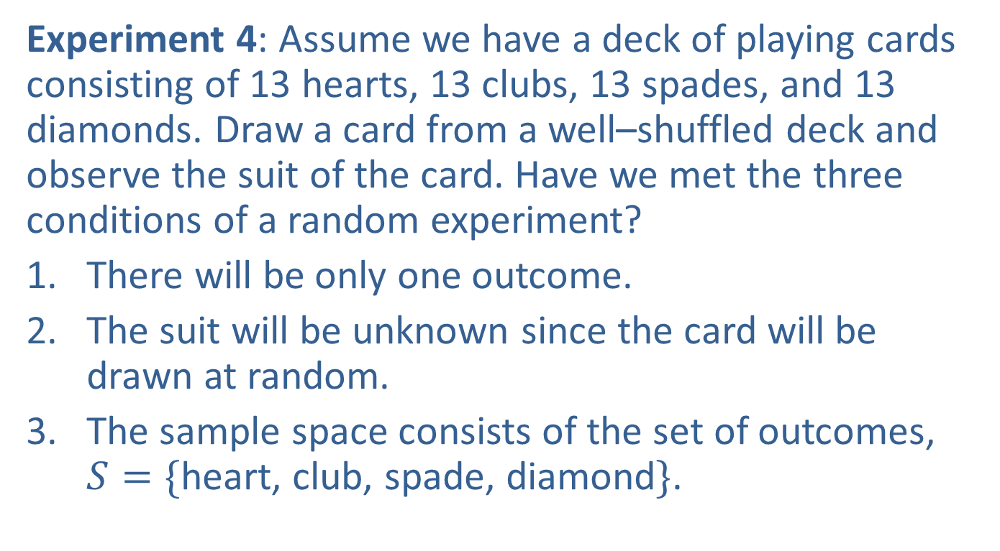 Experiment 4: Assume we have a deck of playing cards
consisting of 13 hearts, 13 clubs, 13 spades, and 13
diamonds. Draw a card from a well–shuffled deck and
observe the suit of the card. Have we met the three
conditions of a random experiment?
1. There will be only one outcome.
2. The suit will be unknown since the card will be
drawn at random.
3. The sample space consists of the set of outcomes,
𝑆 = {heart, club, spade, diamond}.